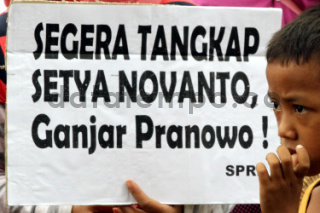 SEGERA TANGKAP
SETYA NOVANTO,
Ganjar Pranowo !
SPR